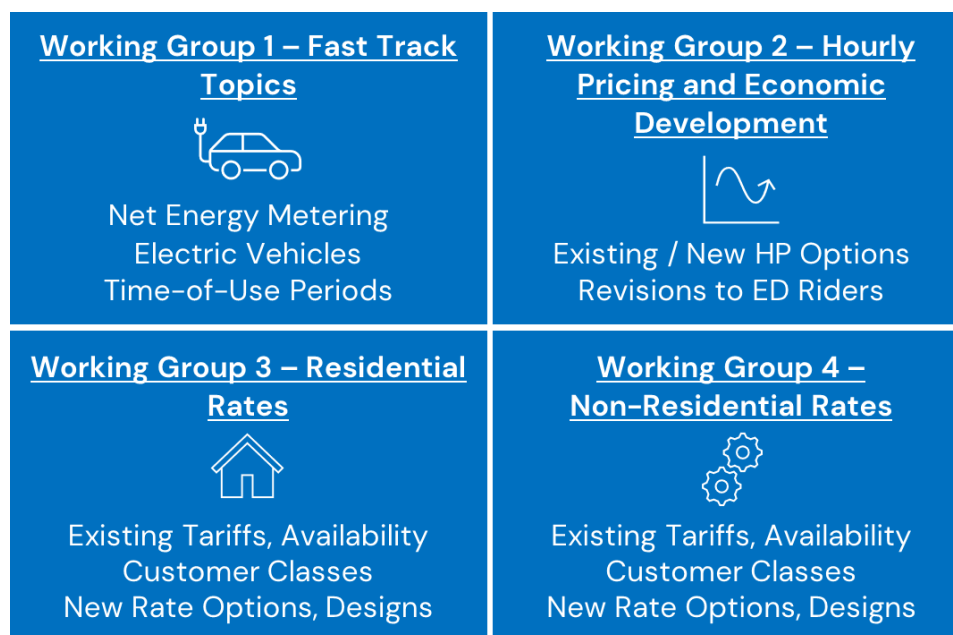 Working Group 1 – Fast Track
Topics
Net Energy Metering
Electric Vehicles
Time-of-Use Periods
Working Group 2 – Hourly
Pricing and Economic
Development
Existing / New HP Options
Revisions to ED Riders
Working Group 3 – Residential
Rates
Existing Tariffs, Availability
Customer Classes
New Rate Options, Designs
Working Group 4 –
Non-Residential Rates
Existing Tariffs, Availability
Customer Classes
New Rate Options, Designs